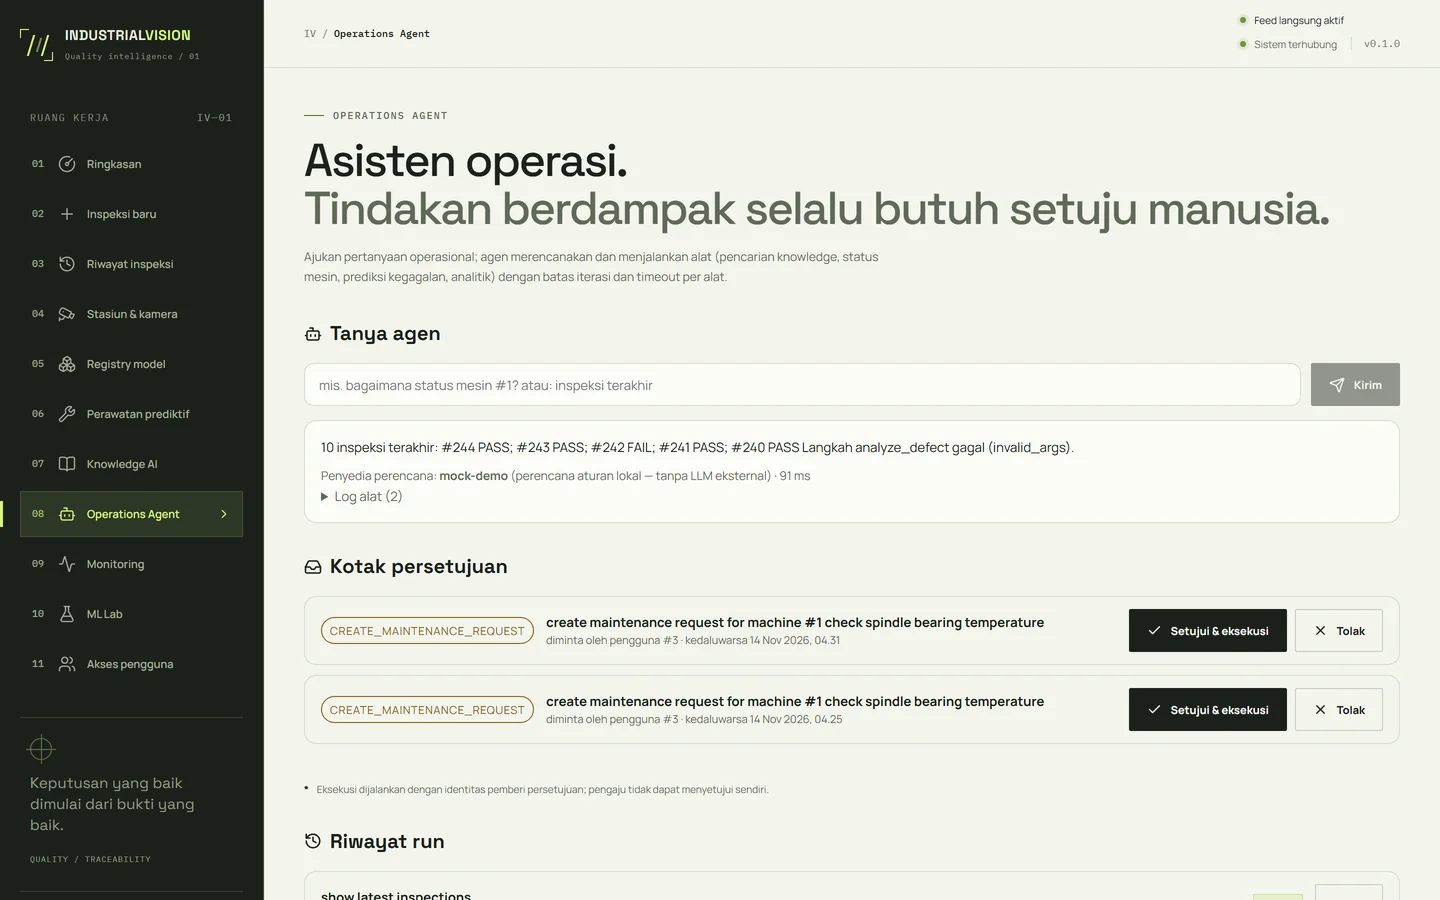 INDUSTRIALVISION
Quality intelligence / 01
RUANG KERJA IV—01
01 Ringkasan
02 Inspeksi baru
03 Riwayat inspeksi
04 Stasiun & kamera
05 Registry model
06 Perawatan prediktif
07 Knowledge AI
08 Operations Agent
09 Monitoring
10 ML Lab
11 Akses pengguna
Keputusan yang baik
dimulai dari bukti yang
baik.
QUALITY / TRACEABILITY
IV / Operations Agent
Feed langsung aktif
Sistem terhubung v0.1.0
OPERATIONS AGENT
Asisten operasi.
Tindakan berdampak selalu butuh setuju manusia.
Ajukan pertanyaan operasional; agen merencanakan dan menjalankan alat (pencarian knowledge, status
mesin, prediksi kegagalan, analitik) dengan batas iterasi dan timeout per alat.
Tanya agen
mis. bagaimana status mesin #1? atau: inspeksi terakhir
Kirim
10 inspeksi terakhir: #244 PASS; #243 PASS; #242 FAIL; #241 PASS; #240 PASS Langkah analyze_defect gagal (invalid_args).
Penyedia perencana: mock-demo (perencana aturan lokal — tanpa LLM eksternal) · 91 ms
Log alat (2)
Kotak persetujuan
CREATE_MAINTENANCE_REQUEST
create maintenance request for machine #1 check spindle bearing temperature
diminta oleh pengguna #3 · kedaluwarsa 14 Nov 2026, 04.31
Setujui & eksekusi
Tolak
CREATE_MAINTENANCE_REQUEST
create maintenance request for machine #1 check spindle bearing temperature
diminta oleh pengguna #3 · kedaluwarsa 14 Nov 2026, 04.25
Setujui & eksekusi
Tolak
* Eksekusi dijalankan dengan identitas pemberi persetujuan; pengaju tidak dapat menyetujui sendiri.
Riwayat run
show latest inspections